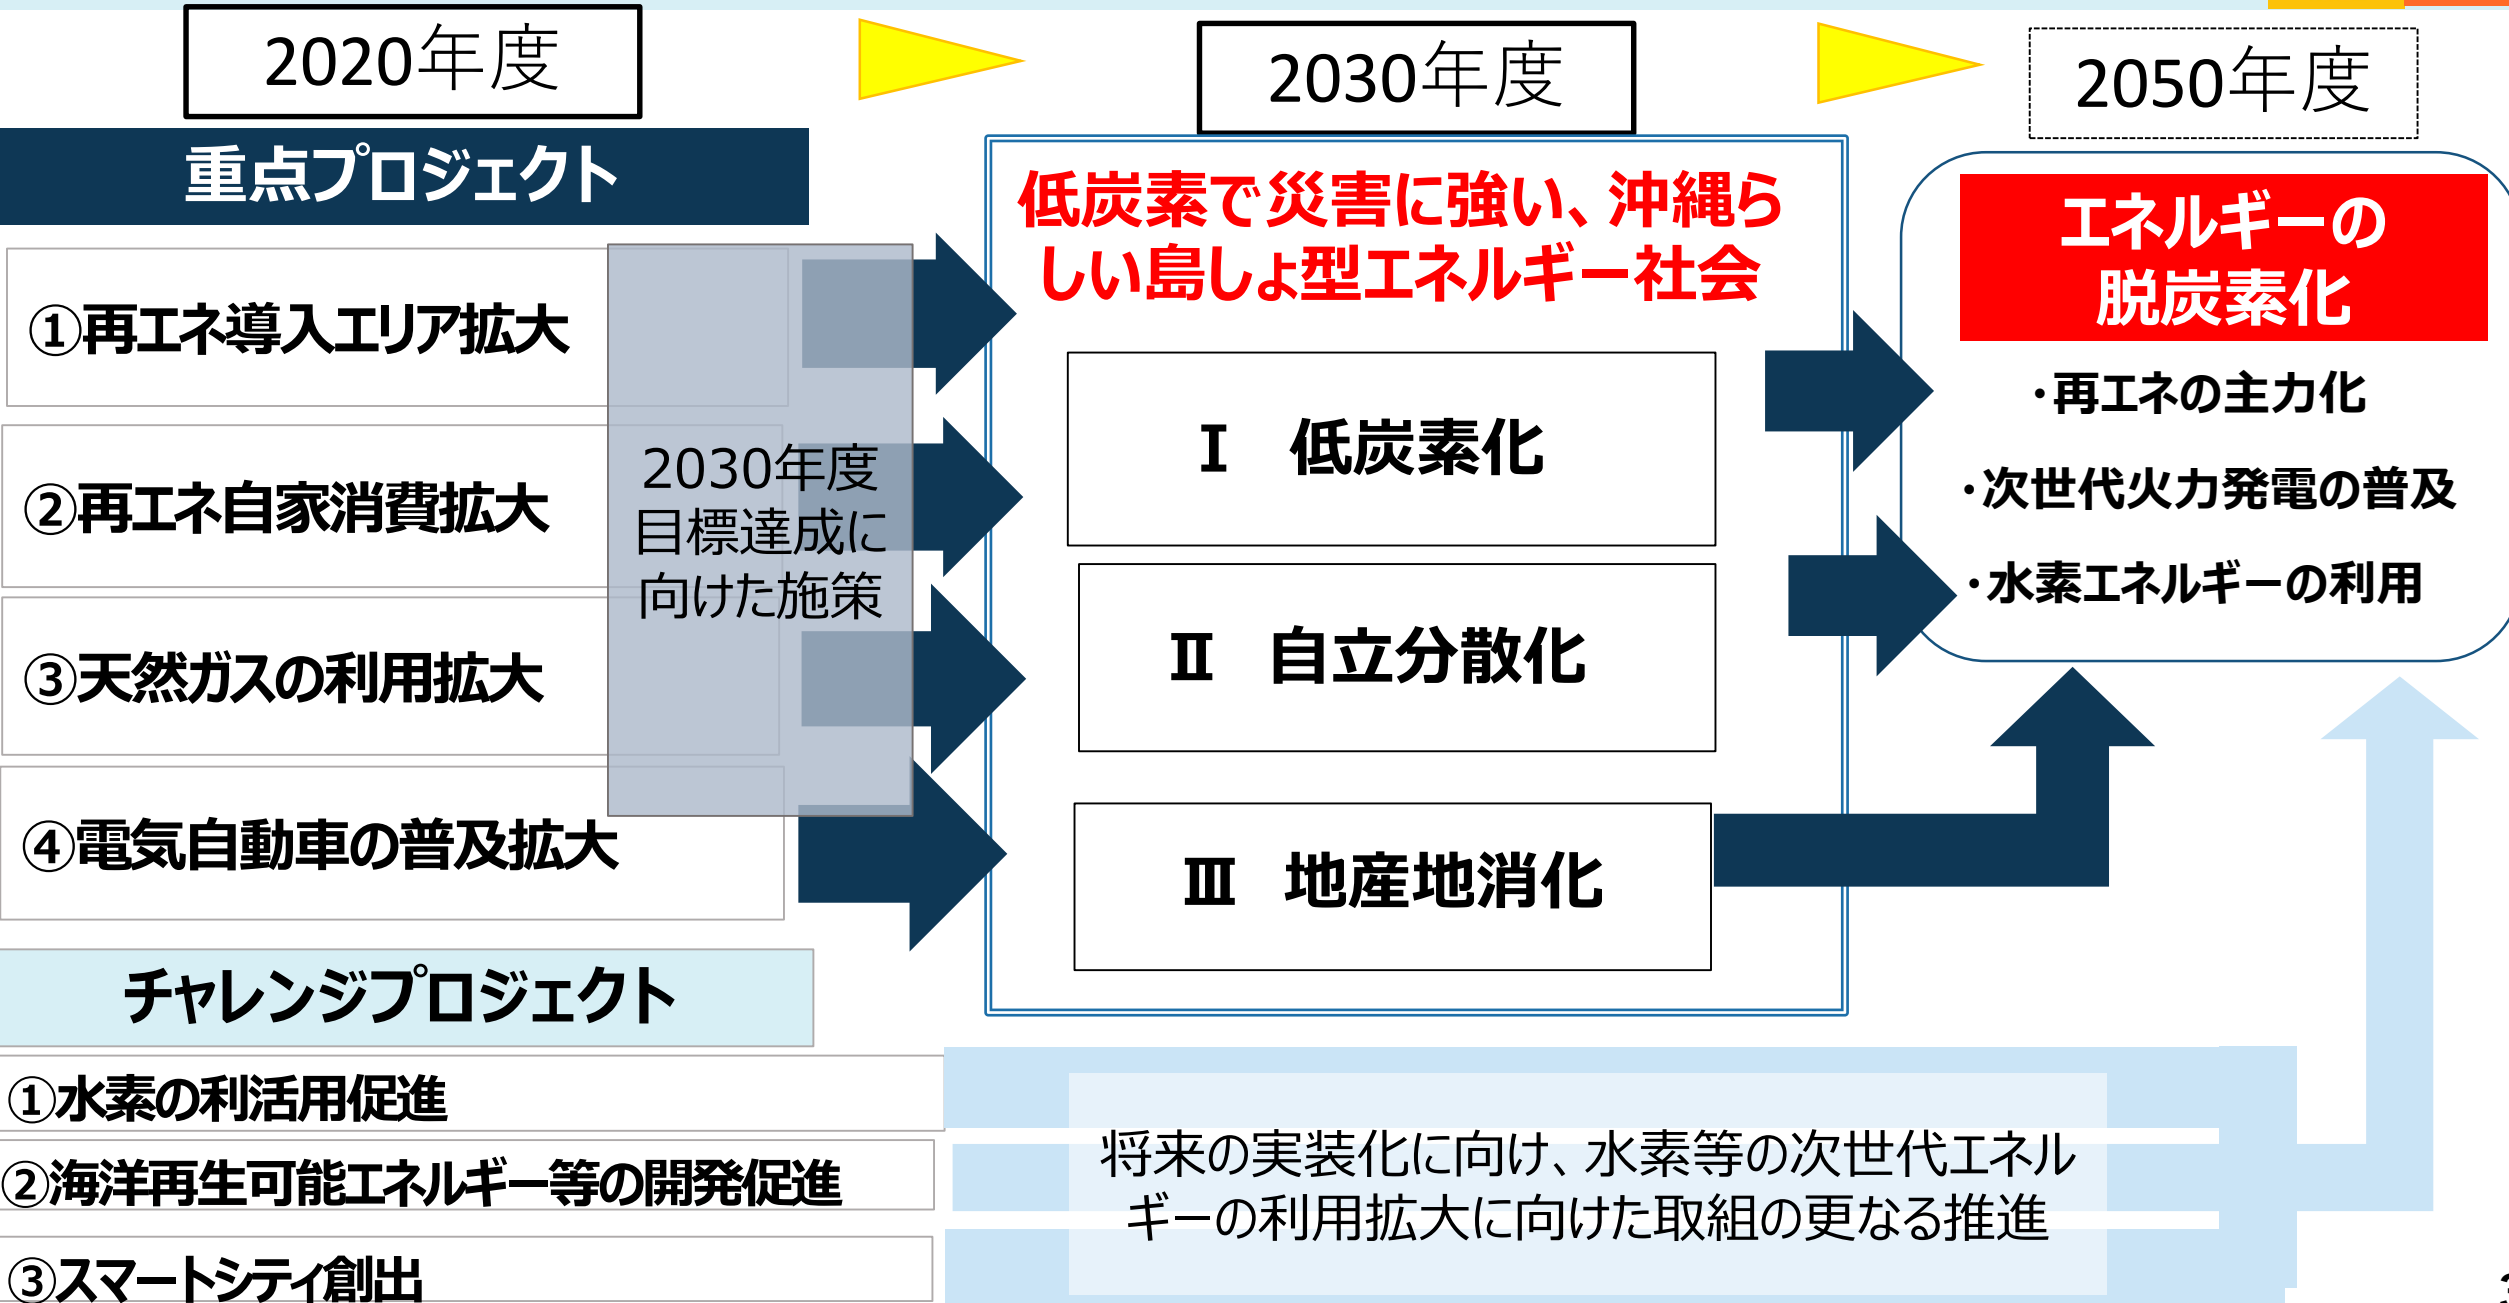 2020年度
2030年度
2050年度
重点プロジェクト
①再エネ導入エリア拡大
②再エネ自家消費拡大
③天然ガスの利用拡大
④電気自動車の普及拡大
2030年度
目標達成に
向けた施策
低炭素で災害に強い、沖縄ら
しい島しょ型エネルギー社会
Ⅰ 低炭素化
Ⅱ 自立分散化
Ⅲ 地産地消化
エネルギーの
脱炭素化
・再エネの主力化
・次世代火力発電の普及
・水素エネルギーの利用
チャレンジプロジェクト
①水素の利活用促進
②海洋再生可能エネルギー等の開発促進
③スマートシティ創出
将来の実装化に向け、水素等の次世代エネル
ギーの利用拡大に向けた取組の更なる推進